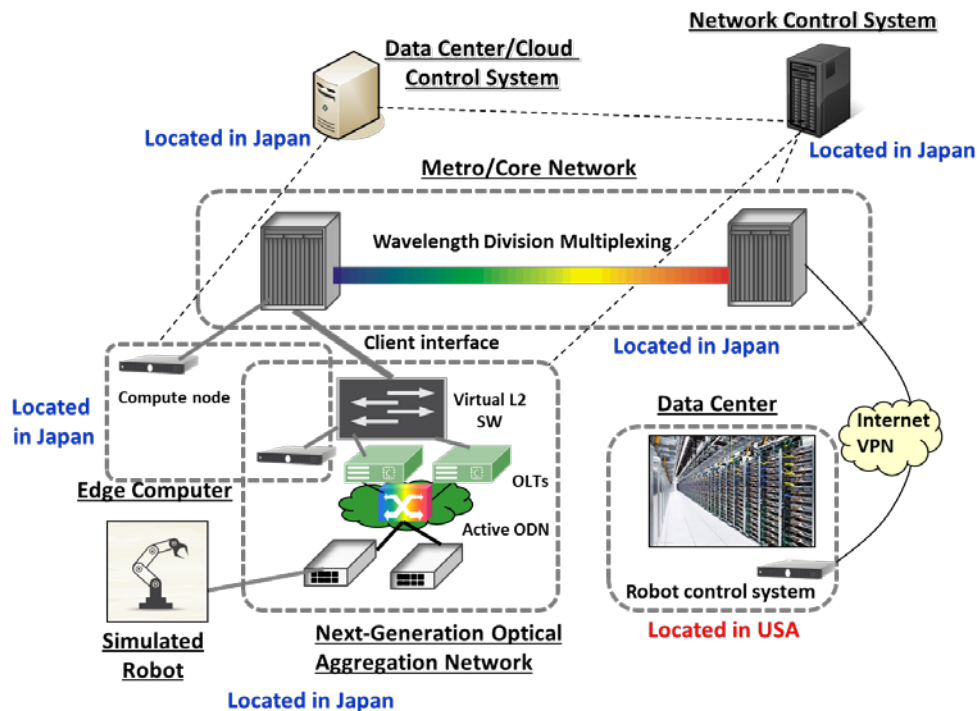 Network Control System
Data Center/Cloud
Control System
Located in Japan
Located in Japan
Metro/Core Network
Wavelength Division Multiplexing
Client interface
Located in Japan
Compute node
Located
in Japan
Virtual L2
SW
Data Center
Internet
VPN
Edge Computer
OLTs
Active ODN
Robot control system
Located in USA
Simulated
Robot
Next-Generation Optical
Aggregation Network
Located in Japan